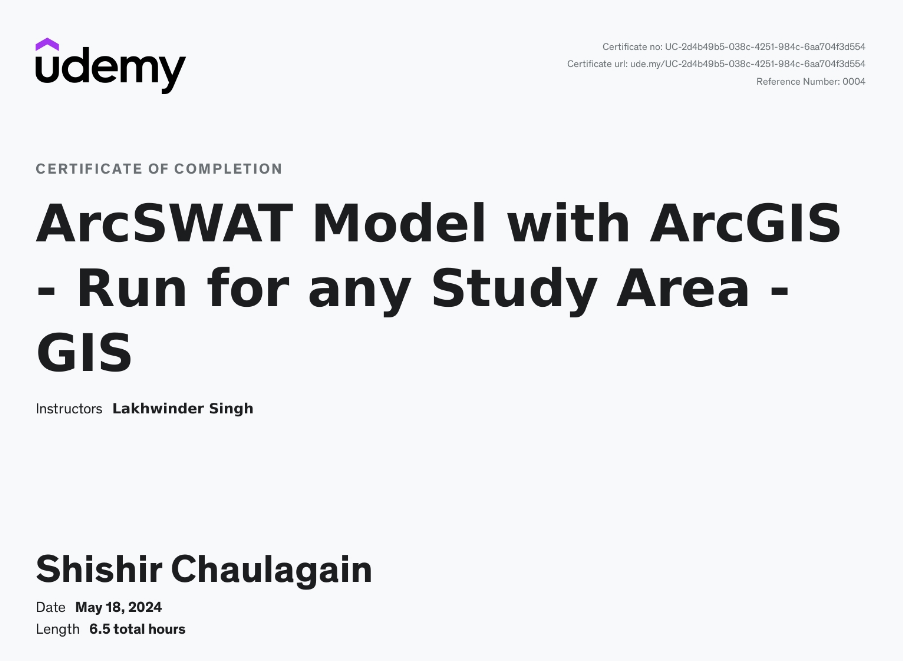 udemy
Certificate no: UC-2d4b49b5-038c-4251-984c-6aa704f3d554
Certificate url: ude.my/UC-2d4b49b5-038c-4251-984c-6aa704f3d554
Reference Number: 0004
CERTIFICATE OF COMPLETION
ArcSWAT Model with ArcGIS
- Run for any Study Area -
GIS
Instructors Lakhwinder Singh
Shishir Chaulagain
Date May 18, 2024
Length 6.5 total hours